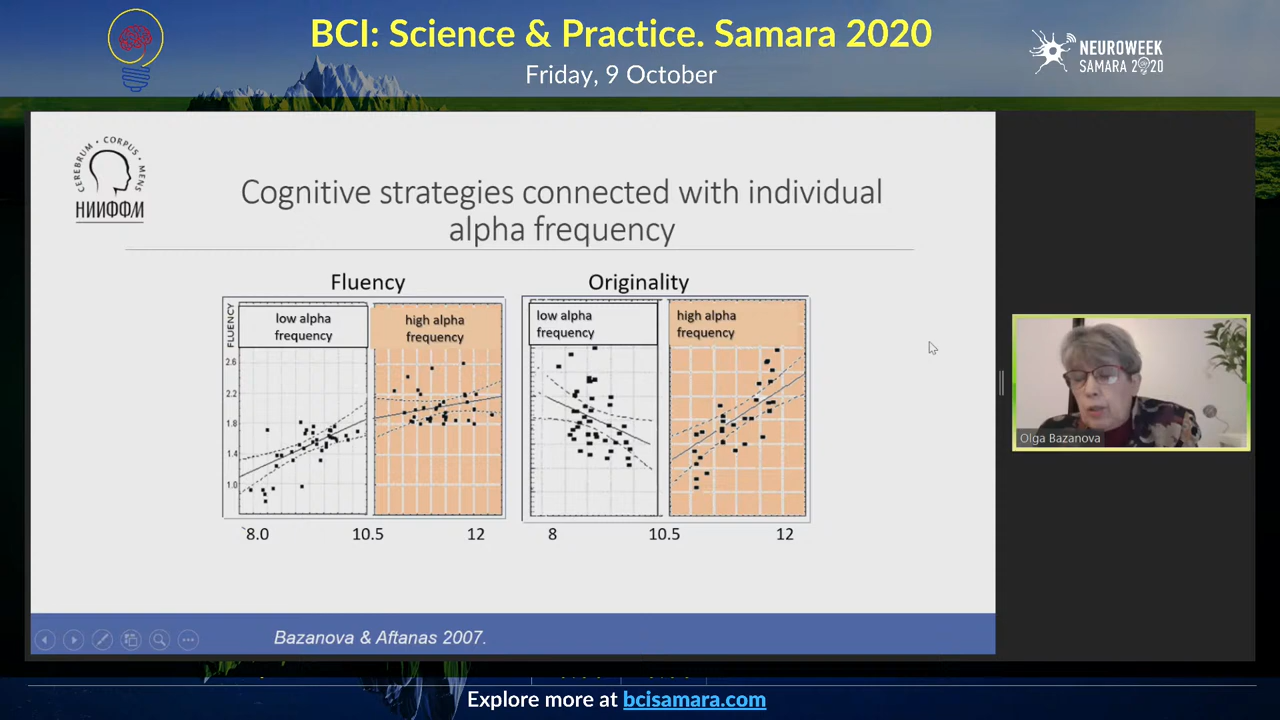 BCI: Science & Practice. Samara 2020
Friday, 9 October
NEUROWEEK
SAMARA 2020
CEREBRUM • CORPUS • MENS
НИИФФМ
Cognitive strategies connected with individual
alpha frequency
Fluency
Originality
FLUENCY
low alpha
frequency
high alpha
frequency
low alpha
frequency
high alpha
frequency
2.6
2.2
1.8
1.4
1.0
`8.0
10.5
12
8
10.5
12
Olga Bazanova
Bazanova & Aftanas 2007.
Explore more at bcisamara.com